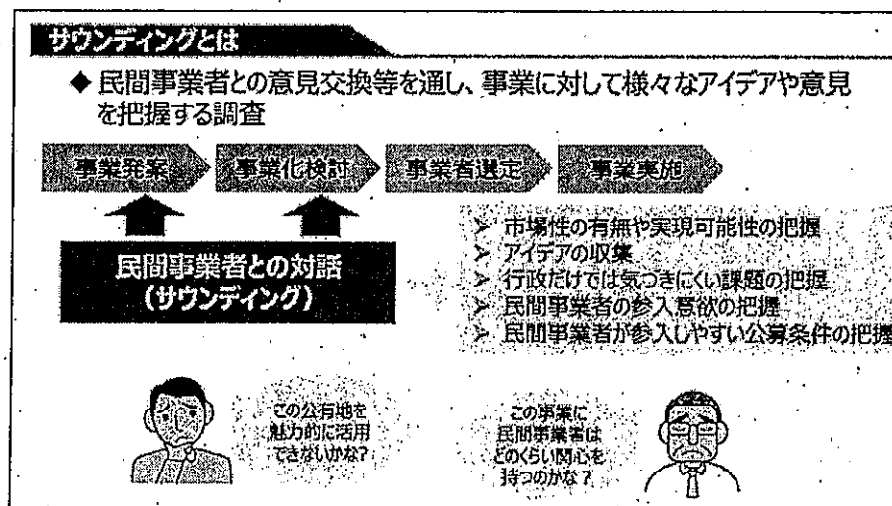 サウンディングとは
◆ 民間事業者との意見交換等を通し、事業に対して様々なアイデアや意見
を把握する調査
事業発案
事業化検討
事業者選定
事業実施
民間事業者との対話
(サウンディング)
➢ 市場性の有無や実現可能性の把握
➢ アイデアの収集
➢ 行政だけでは気づきにくい課題の把握
➢ 民間事業者の参入意欲の把握
➢ 民間事業者が参入しやすい公募条件の把握
この公有地を
魅力的に活用
できないかな?
この事業に
民間事業者は
どのくらい関心を
持つのかな?